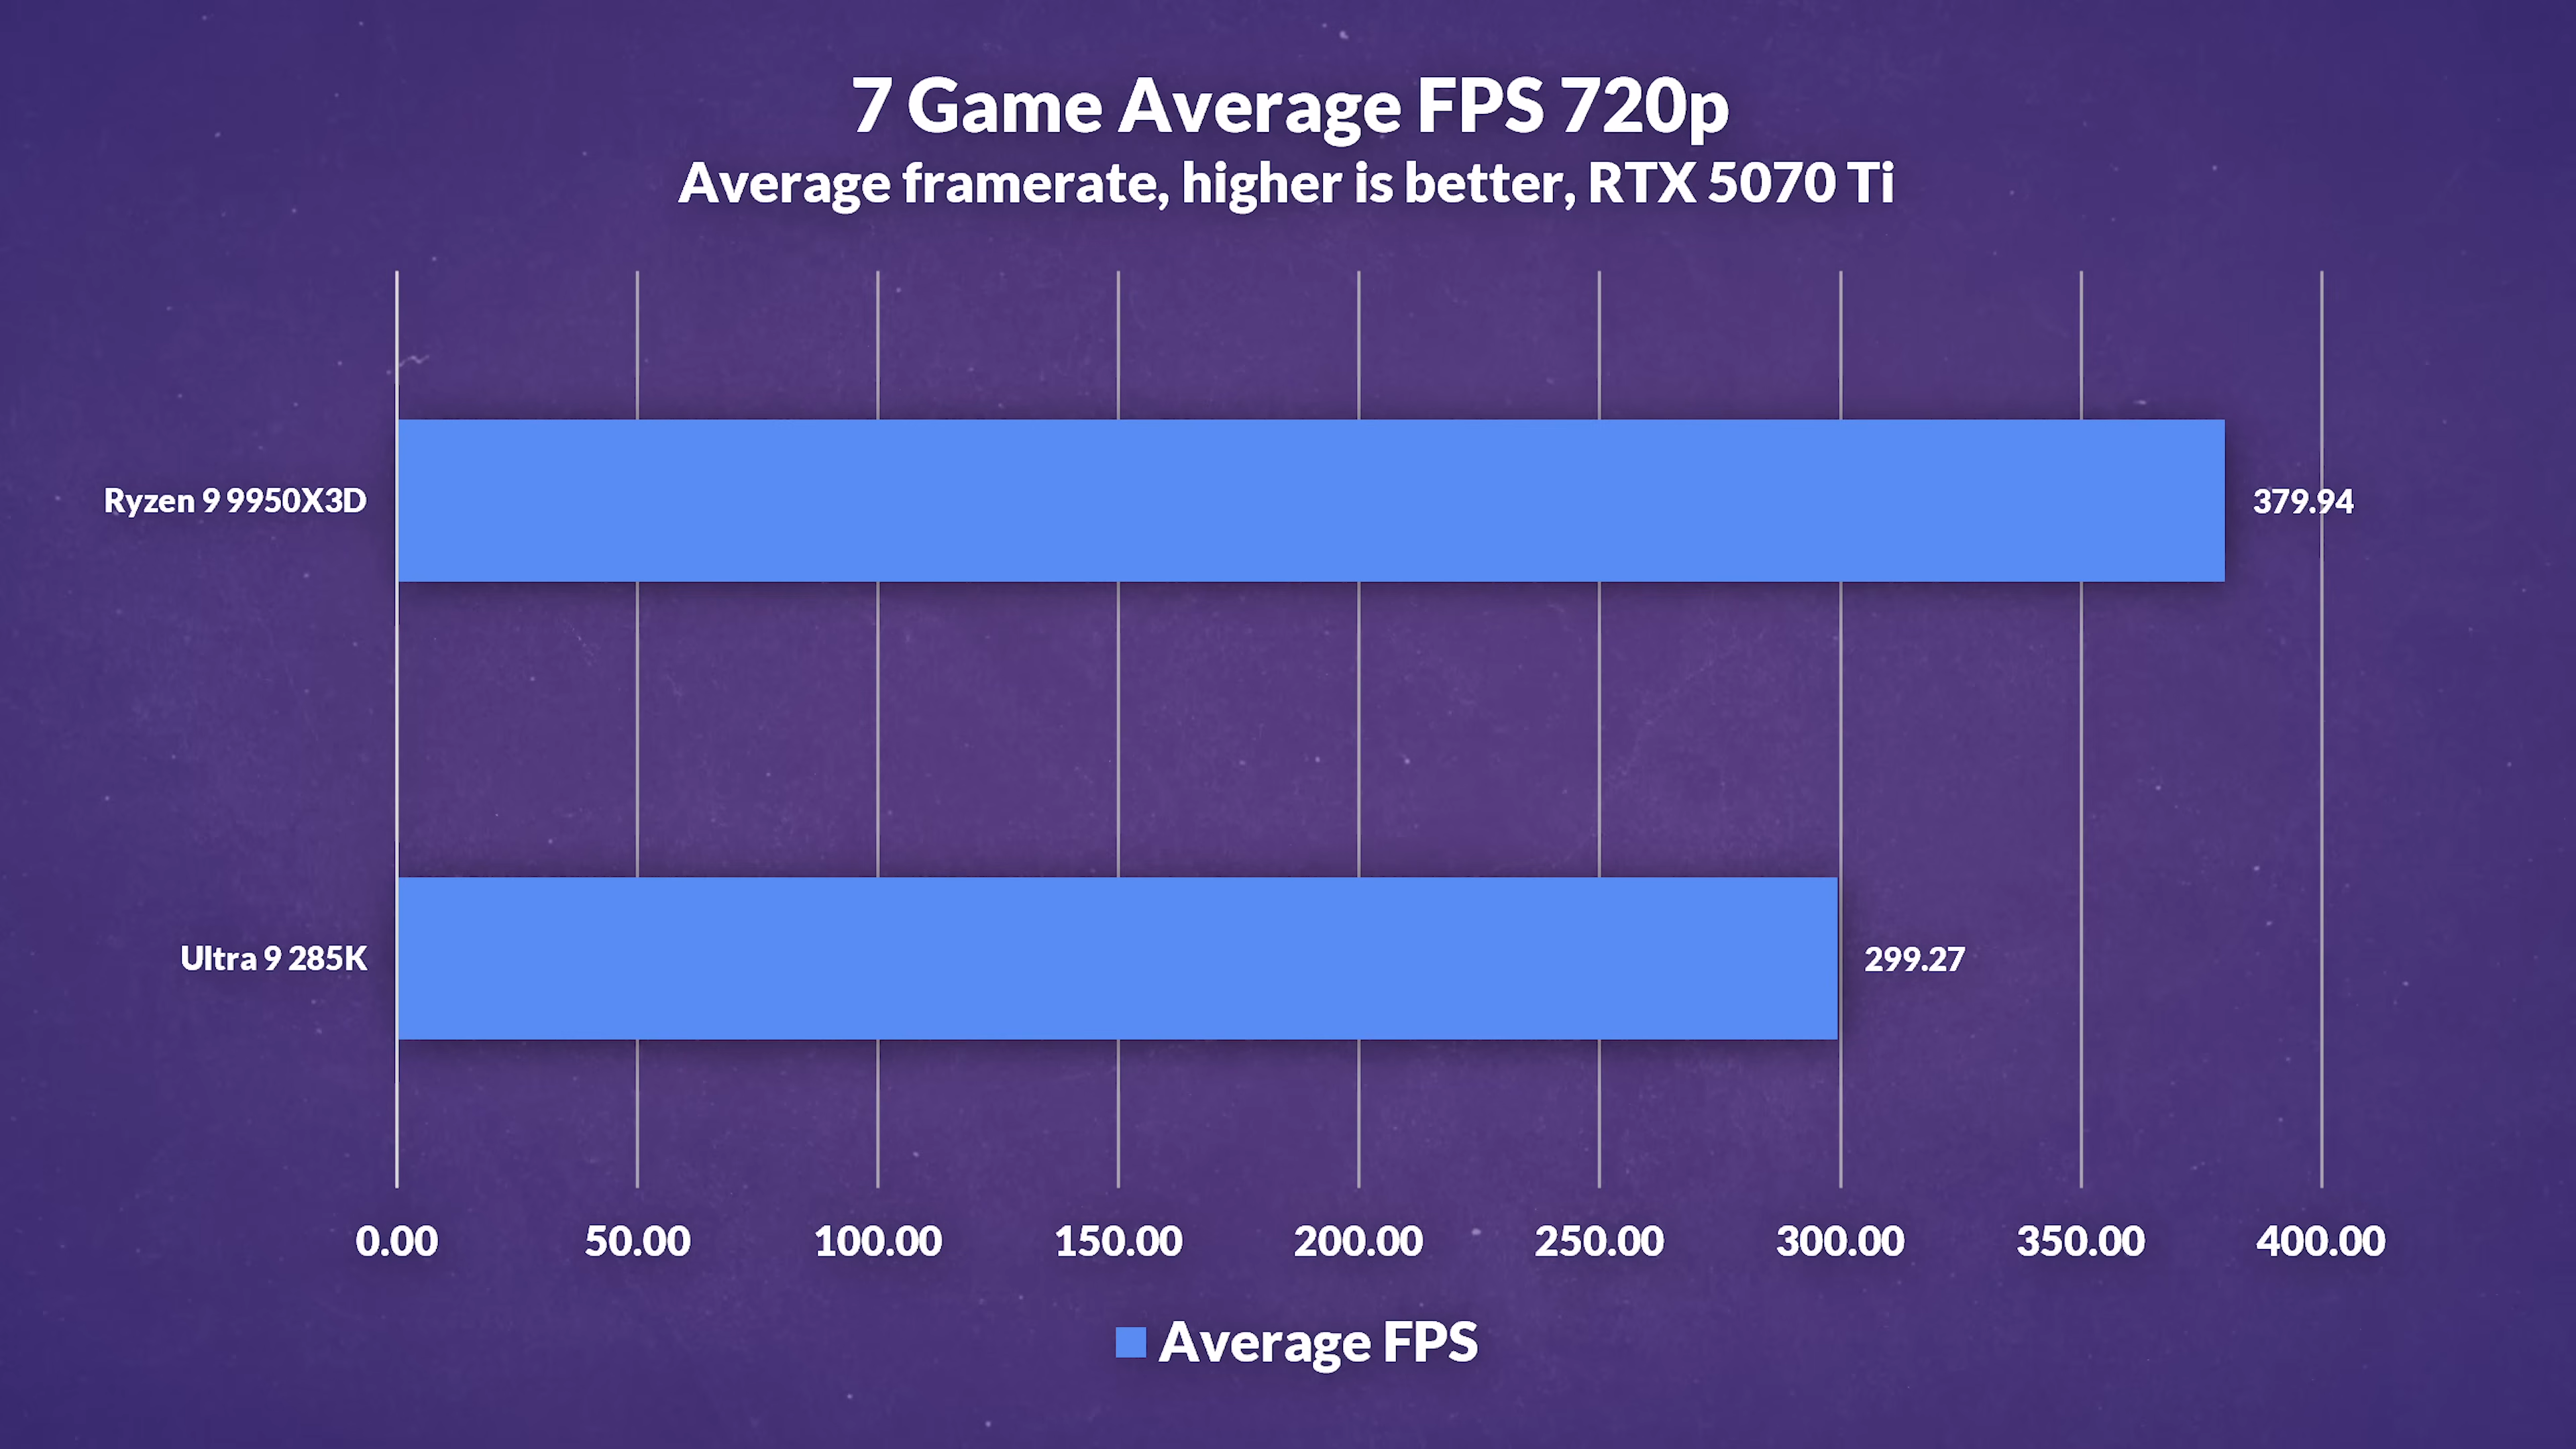 7 Game Average FPS 720p
Average framerate, higher is better, RTX 5070 Ti
Ryzen 9 9950X3D
379.94
Ultra 9 285K
299.27
0.00 50.00 100.00 150.00 200.00 250.00 300.00 350.00 400.00
Average FPS